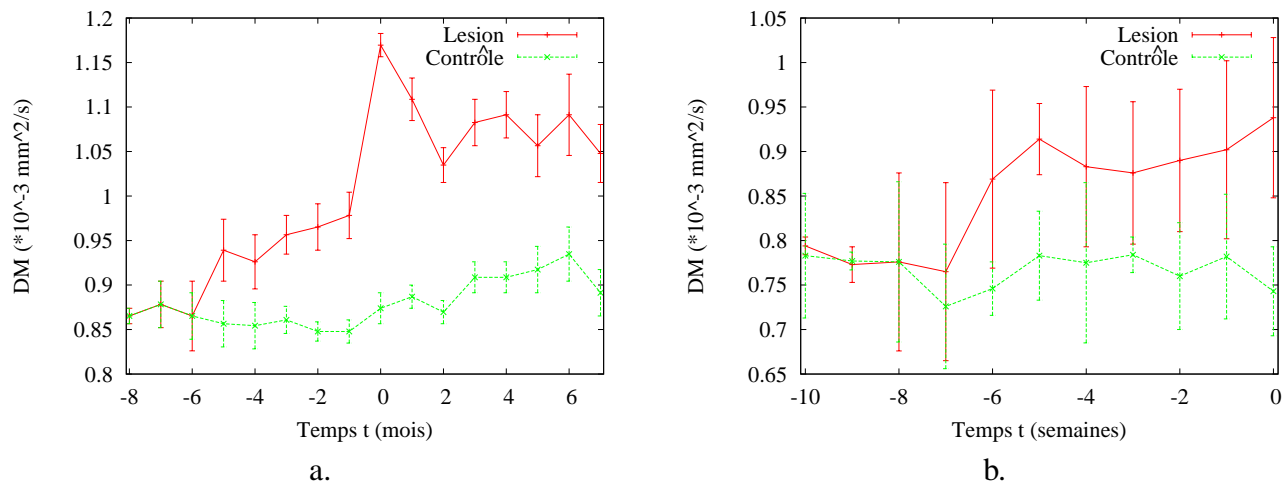 1.2
1.15
1.1
1.05
1
0.95
0.9
0.85
0.8
DM (*10^-3 mm^2/s)
Lesion
Contrôle
-8 -6 -4 -2 0 2 4 6
Temps t (mois)
a.
1.05
1
0.95
0.9
0.85
0.8
0.75
0.7
0.65
DM (*10^-3 mm^2/s)
Lesion
Contrôle
-10 -8 -6 -4 -2 0
Temps t (semaines)
b.